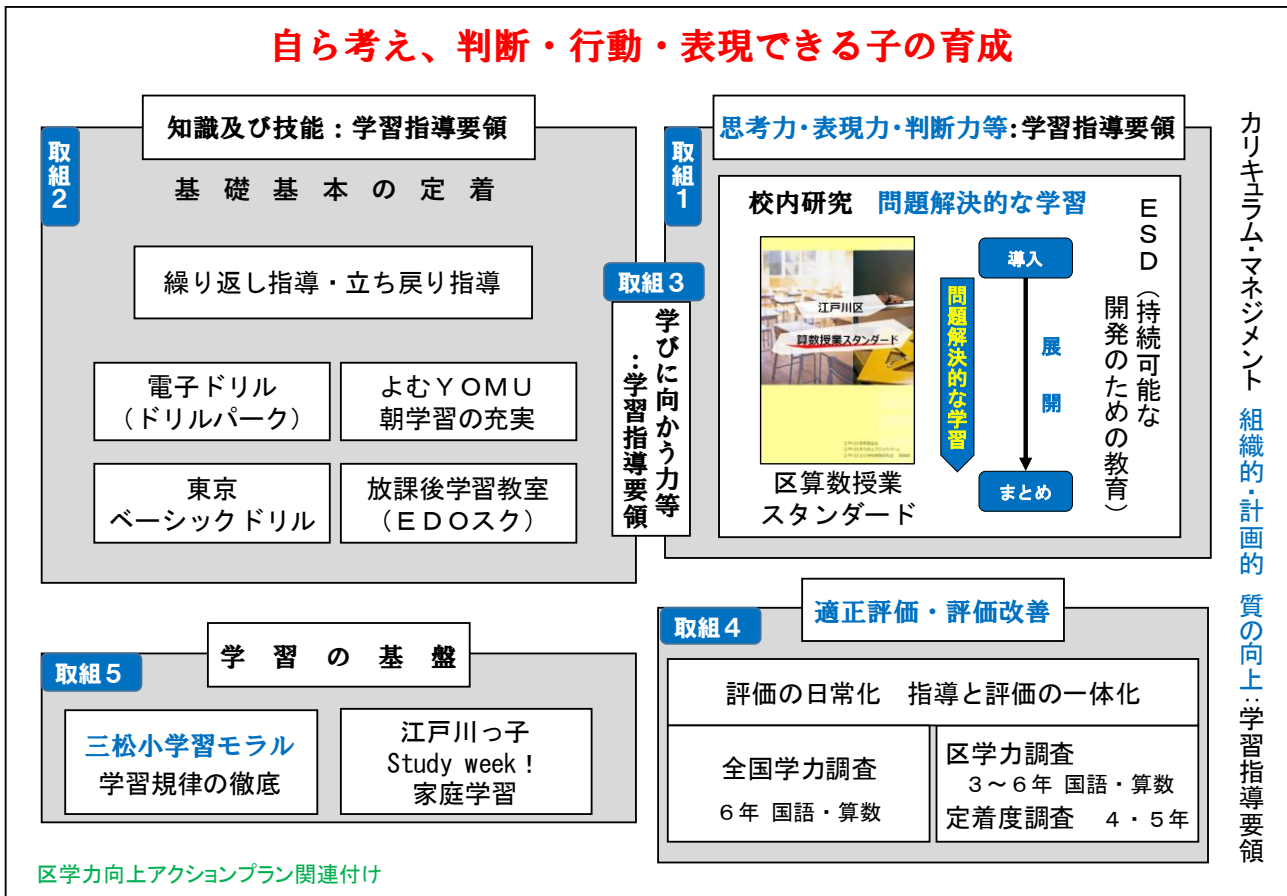 自ら考え、判断・行動・表現できる子の育成
知識及び技能：学習指導要領
取組２
基礎基本の定着
繰り返し指導・立ち戻り指導
電子ドリル
（ドリルパーク）
よむＹＯＭＵ
朝学習の充実
東京
ベーシックドリル
放課後学習教室
（ＥＤＯスク）
取組３
学びに向かう力等
：学習指導要領
思考力・表現力・判断力等：学習指導要領
取組１
校内研究　問題解決的な学習
江戸川区
算数授業スタンダード
区算数授業
スタンダード
問題解決的な学習
導入
展開
まとめ
ＥＳＤ（持続可能な
開発のための教育）
カリキュラム・マネジメント 組織的・計画的 質の向上：学習指導要領
学習の基盤
取組５
三松小学習モラル
学習規律の徹底
江戸川っ子
Study week！
家庭学習
適正評価・評価改善
取組４
評価の日常化　指導と評価の一体化
全国学力調査
６年 国語・算数
区学力調査
３～６年 国語・算数
定着度調査　４・５年
区学力向上アクションプラン関連付け